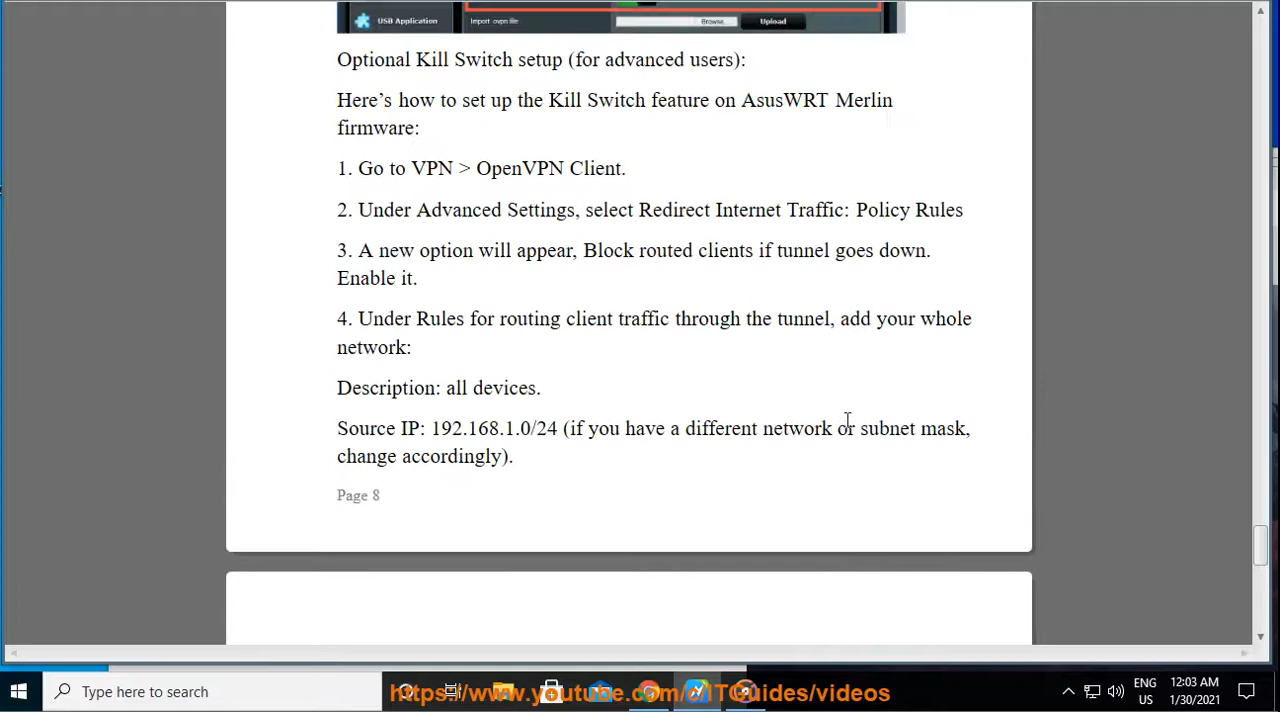 USB Application
Import .ovpn file
Browse...
Upload
Optional Kill Switch setup (for advanced users):
Here’s how to set up the Kill Switch feature on AsusWRT Merlin
firmware:
1. Go to VPN > OpenVPN Client.
2. Under Advanced Settings, select Redirect Internet Traffic: Policy Rules
3. A new option will appear, Block routed clients if tunnel goes down.
Enable it.
4. Under Rules for routing client traffic through the tunnel, add your whole
network:
Description: all devices.
Source IP: 192.168.1.0/24 (if you have a different network or subnet mask,
change accordingly).
Page 8
Type here to search
https://www.youtube.com/c/ITGuides/videos
ENG
US
12:03 AM
1/30/2021